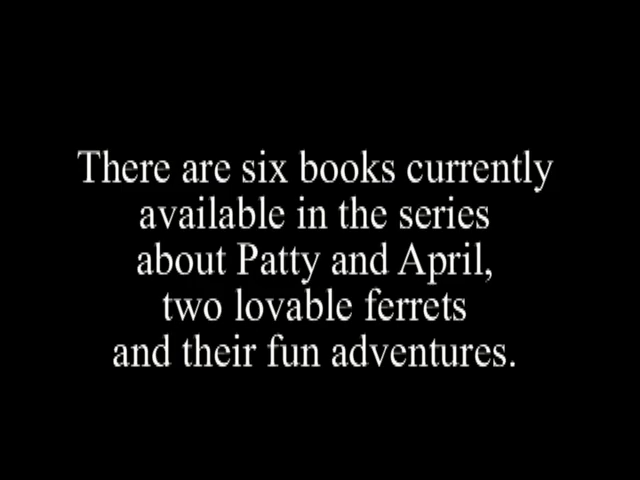 There are six books currently
available in the series
about Patty and April,
two lovable ferrets
and their fun adventures.